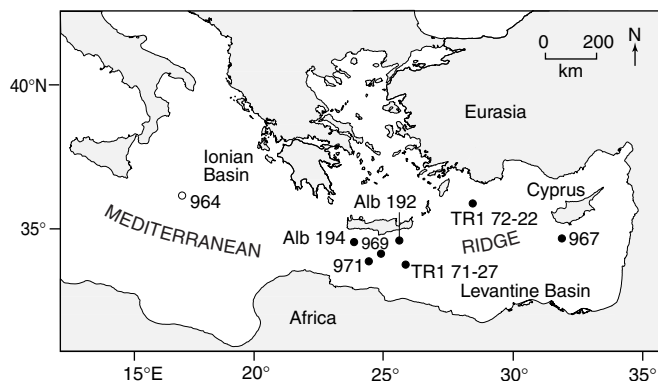 N
0 200
km
40°N
Eurasia
Ionian
Basin
Cyprus
964
Alb 192
TR1 72-22
35°
MEDITERRANEAN
RIDGE
Alb 194
969
967
971
TR1 71-27
Levantine Basin
Africa
15°E 20° 25° 30° 35°